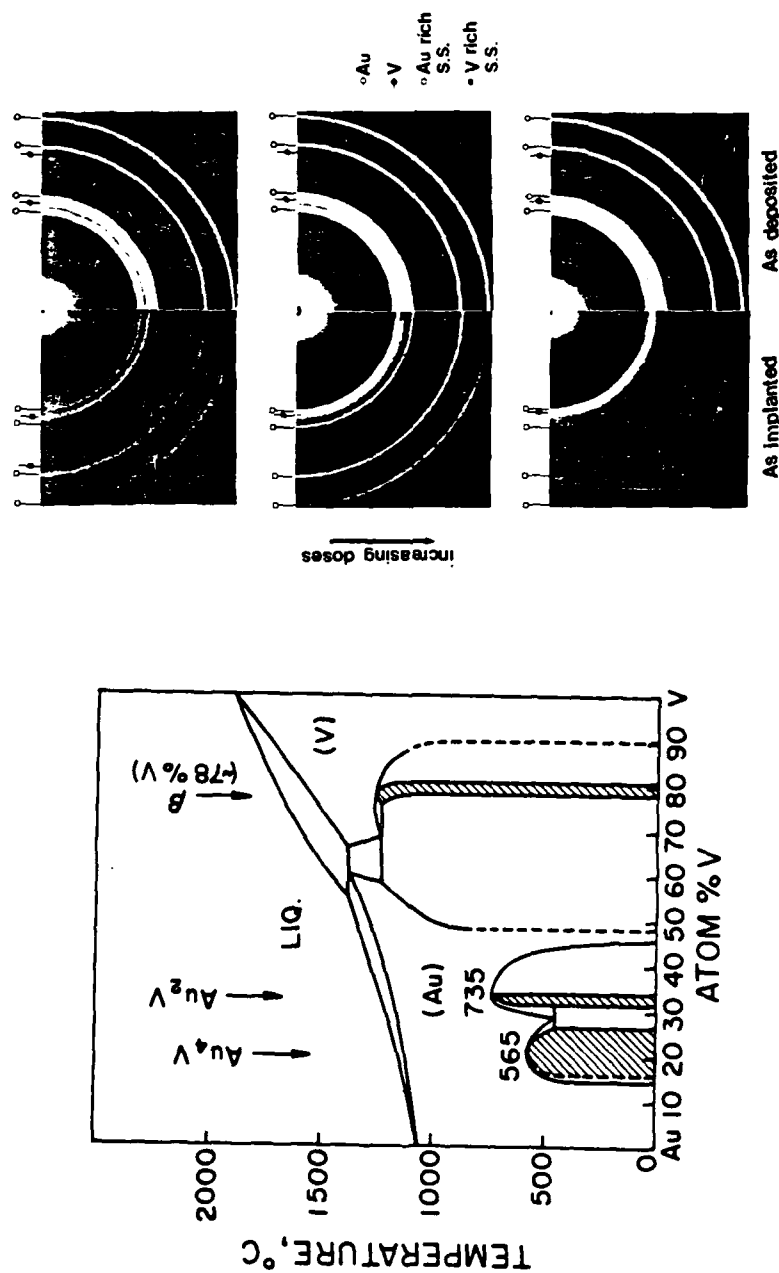 TEMPERATURE, °C
2000
1500
1000
500
0
Au 10 20 30 40 50 60 70 80 90 V
ATOM % V
Au₄V
Au₂V
β
(~78 % V)
LIQ.
(V)
(Au)
565
735
increasing doses
Au
V
Au rich
S.S.
V rich
S.S.
As implanted
As deposited